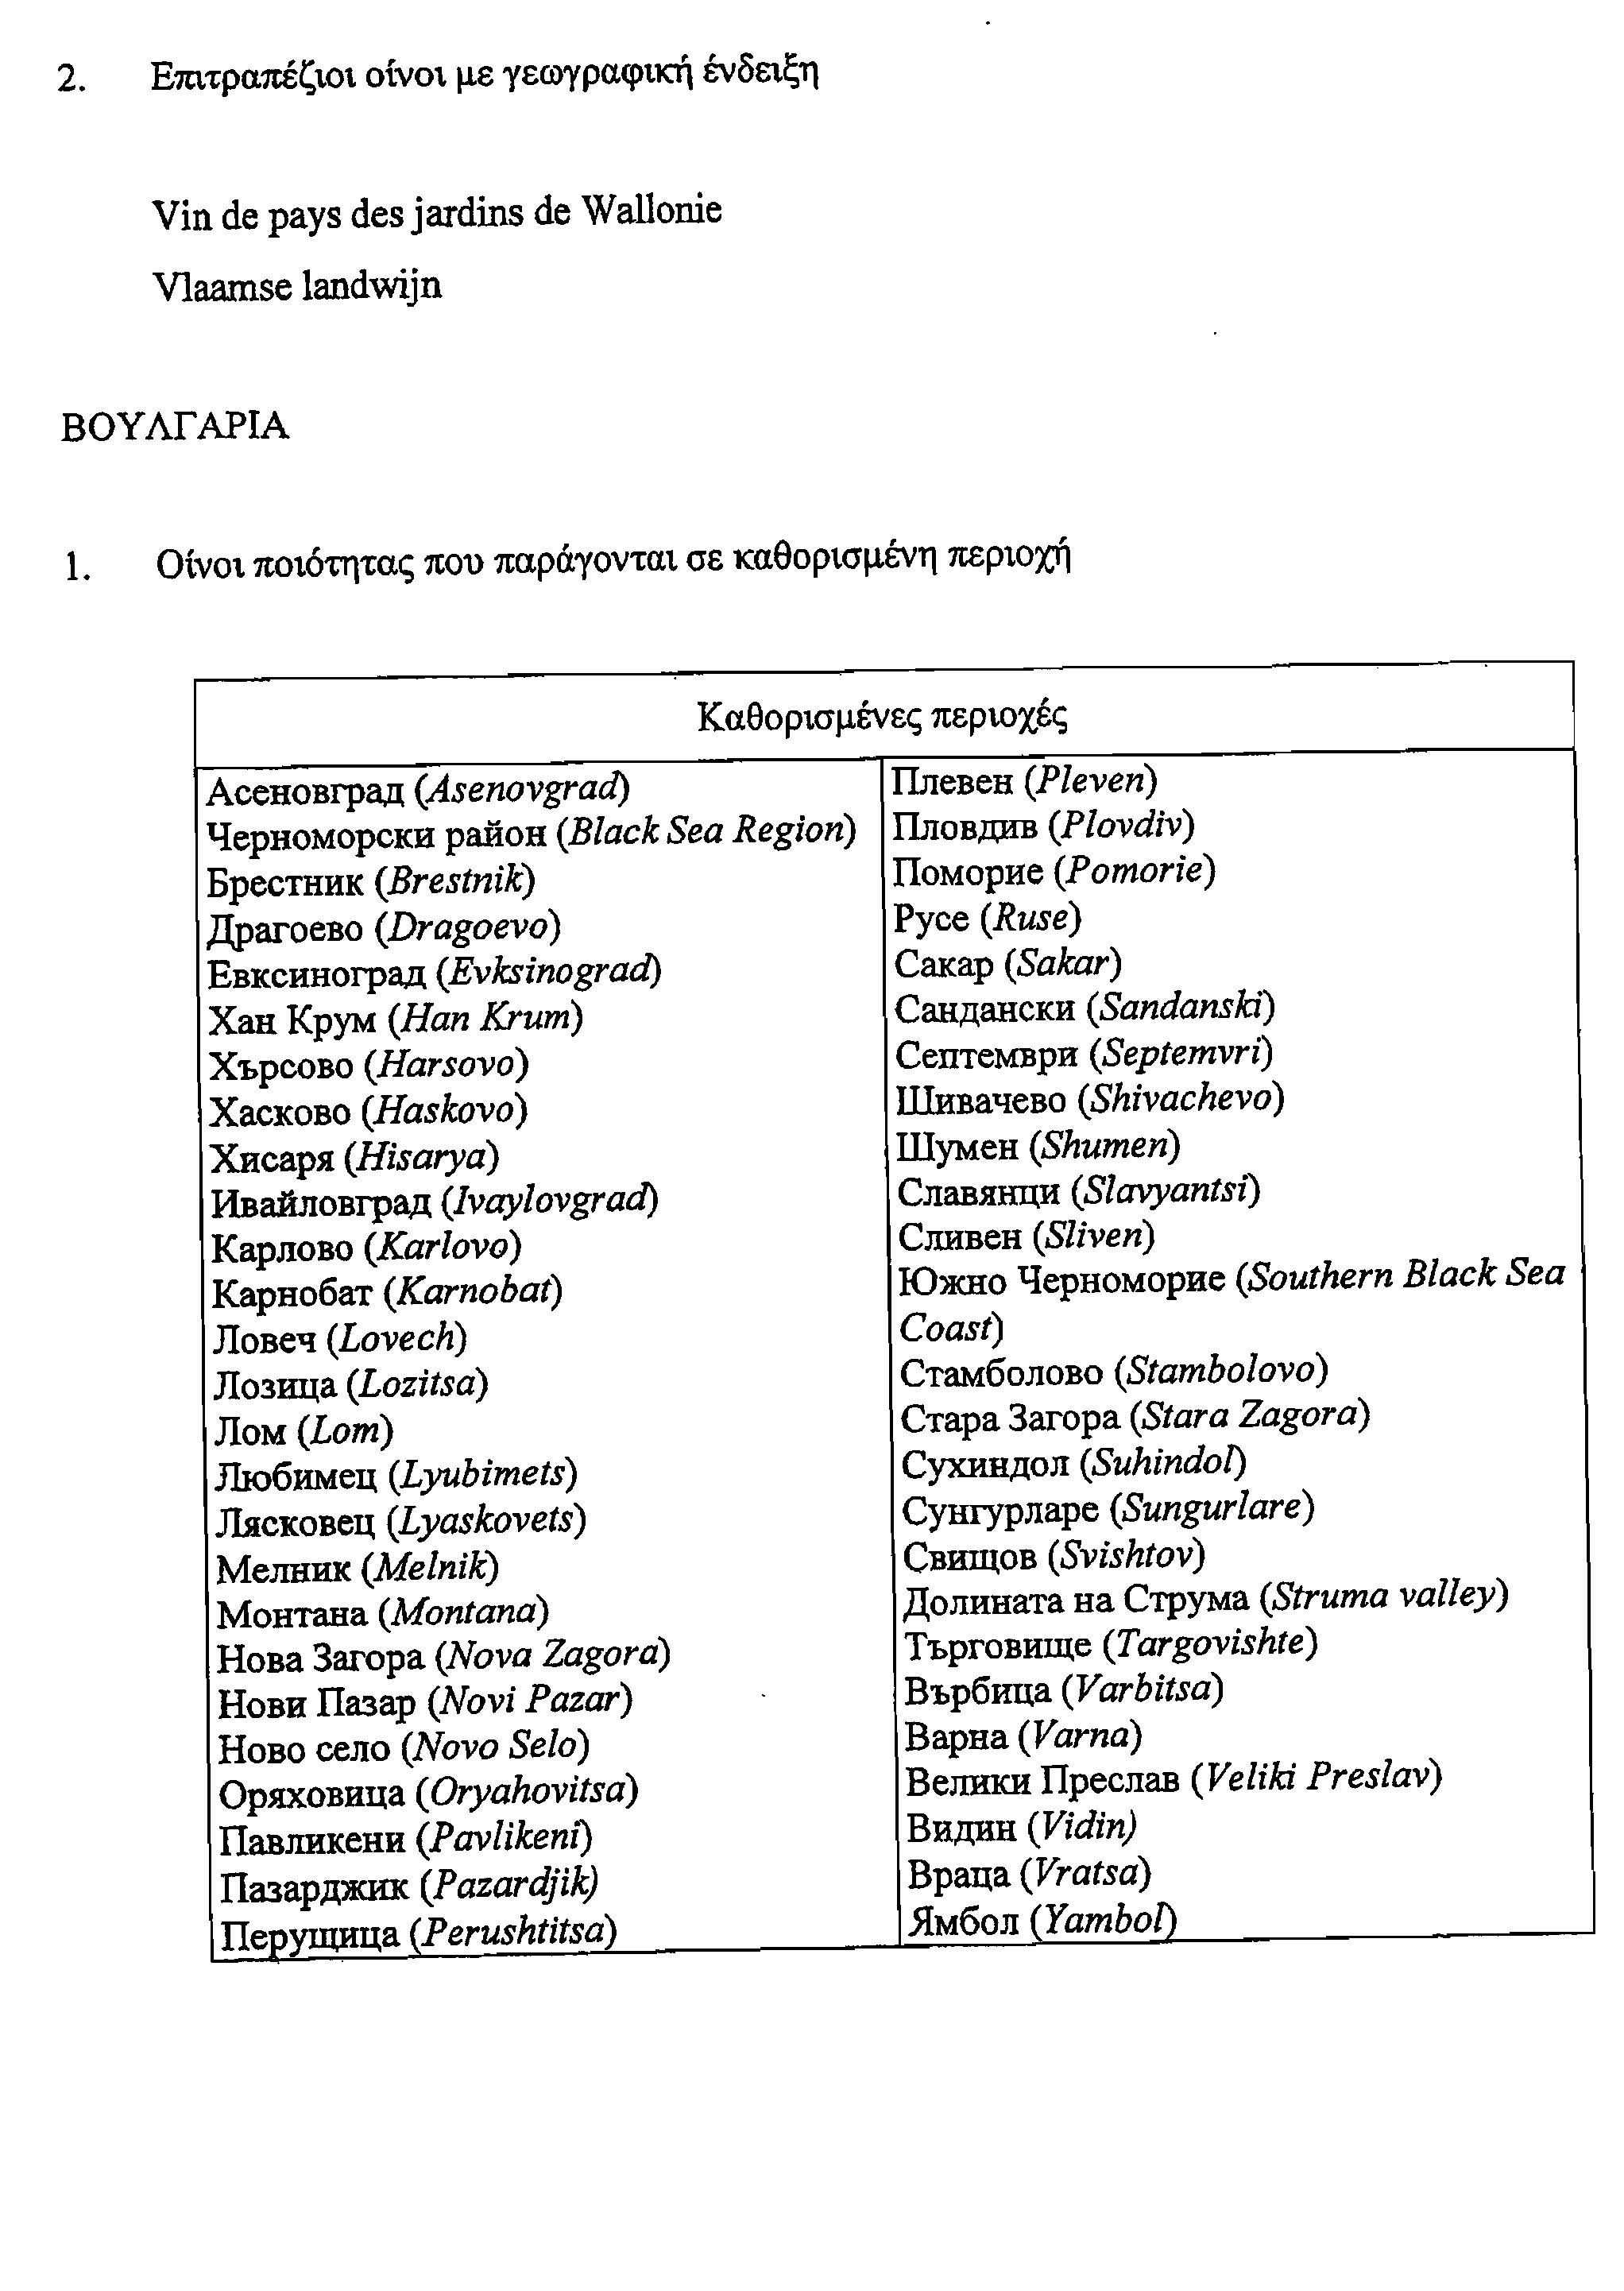 2. Επιτραπέζιοι οίνοι με γεωγραφική ένδειξη
Vin de pays des jardins de Wallonie
Vlaamse landwijn
ΒΟΥΛΓΑΡΙΑ
1. Οίνοι ποιότητας που παράγονται σε καθορισμένη περιοχή
Καθορισμένες περιοχές
Асеновград (Asenovgrad)
Черноморски район (Black Sea Region)
Брестник (Brestnik)
Драгоево (Dragoevo)
Евксиноград (Evksinograd)
Хан Крум (Han Krum)
Хърсово (Harsovo)
Хасково (Haskovo)
Хисаря (Hisarya)
Ивайловград (Ivaylovgrad)
Карлово (Karlovo)
Карнобат (Karnobat)
Ловеч (Lovech)
Лозица (Lozitsa)
Лом (Lom)
Любимец (Lyubimets)
Лясковец (Lyaskovets)
Мелник (Melnik)
Монтана (Montana)
Нова Загора (Nova Zagora)
Нови Пазар (Novi Pazar)
Ново село (Novo Selo)
Оряховица (Oryahovitsa)
Павликени (Pavlikeni)
Пазарджик (Pazardjik)
Перущица (Perushtitsa)
Плевен (Pleven)
Пловдив (Plovdiv)
Поморие (Pomorie)
Русе (Ruse)
Сакар (Sakar)
Сандански (Sandanski)
Септември (Septemvri)
Шивачево (Shivachevo)
Шумен (Shumen)
Славянци (Slavyantsi)
Сливен (Sliven)
Южно Черноморие (Southern Black Sea
Coast)
Стамболово (Stambolovo)
Стара Загора (Stara Zagora)
Сухиндол (Suhindol)
Сунгурларе (Sungurlare)
Свищов (Svishtov)
Долината на Струма (Struma valley)
Търговище (Targovishte)
Върбица (Varbitsa)
Варна (Varna)
Велики Преслав (Veliki Preslav)
Видин (Vidin)
Враца (Vratsa)
Ямбол (Yambol)